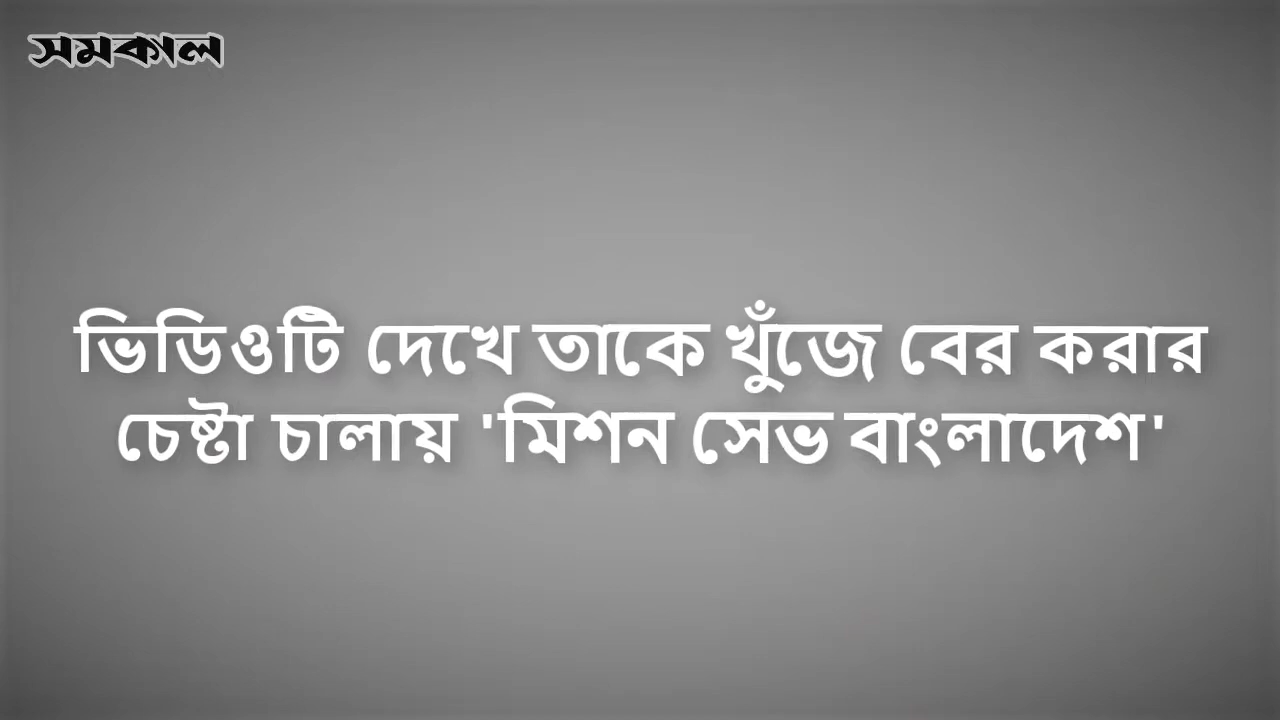 সমকাল
ভিডিওটি দেখে তাকে খুঁজে বের করার
চেষ্টা চালায় 'মিশন সেভ বাংলাদেশ'